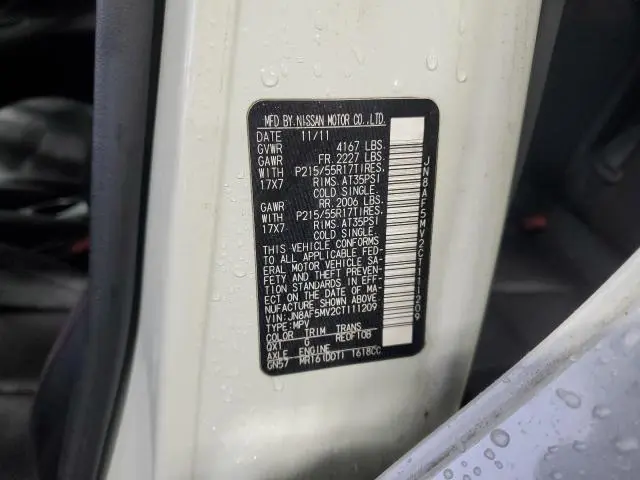 MFD BY.NISSAN MOTOR CO.,LTD.
DATE 11/11
GVWR 4167 LBS.
GAWR FR. 2227 LBS.
WITH P215/55R17TIRES,
17X7 RIMS. AT35PSI
COLD SINGLE.
GAWR RR. 2006 LBS.
WITH P215/55R17TIRES,
17X7 RIMS. AT35PSI
COLD SINGLE.
THIS VEHICLE CONFORMS
TO ALL APPLICABLE FED-
ERAL MOTOR VEHICLE SA-
FETY AND THEFT PREVEN-
TION STANDARDS IN EFF-
ECT ON THE DATE OF MA-
NUFACTURE SHOWN ABOVE.
VIN:JN8AF5MV2CT111209
TYPE:MPV
COLOR TRIM TRANS
QX1 G RE0F10B
AXLE ENGINE
GN57 MR16(DDT) 1618CC
JN8AF5MV2CT111209